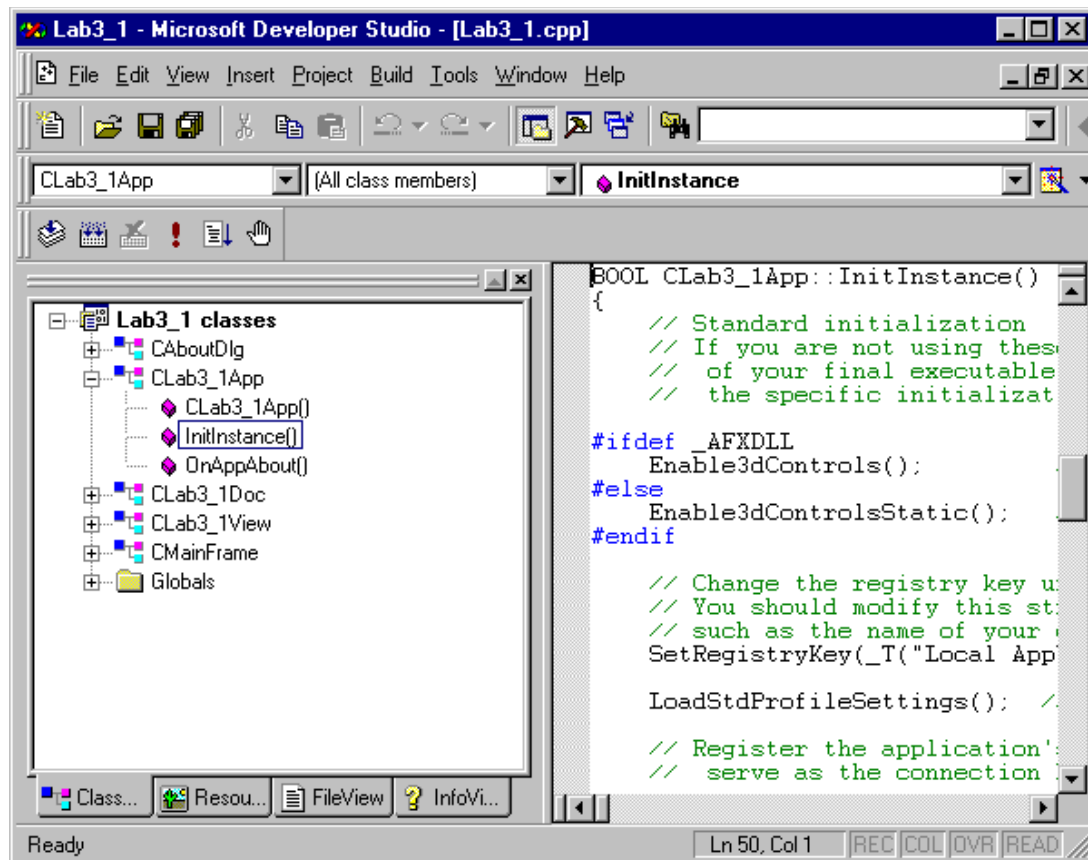 Lab3_1 - Microsoft Developer Studio - [Lab3_1.cpp]
File Edit View Insert Project Build Tools Window Help
CLab3_1App (All class members) InitInstance
Lab3_1 classes
CAboutDlg
CLab3_1App
CLab3_1App()
InitInstance()
OnAppAbout()
CLab3_1Doc
CLab3_1View
CMainFrame
Globals
Class... Resou... FileView InfoVi...
BOOL CLab3_1App::InitInstance()
{
// Standard initialization
// If you are not using these
// of your final executable
// the specific initializat
#ifdef _AFXDLL
Enable3dControls();
#else
Enable3dControlsStatic();
#endif
// Change the registry key u
// You should modify this st
// such as the name of your
SetRegistryKey(_T("Local App
LoadStdProfileSettings(); /
// Register the application'
// serve as the connection
Ready Ln 50, Col 1 REC COL OVR READ